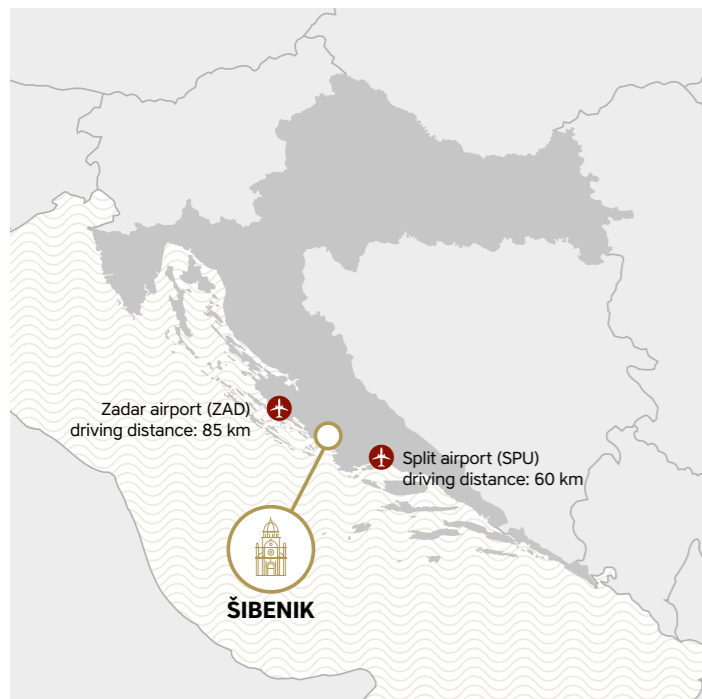 Zadar airport (ZAD)
driving distance: 85 km
Split airport (SPU)
driving distance: 60 km
ŠIBENIK